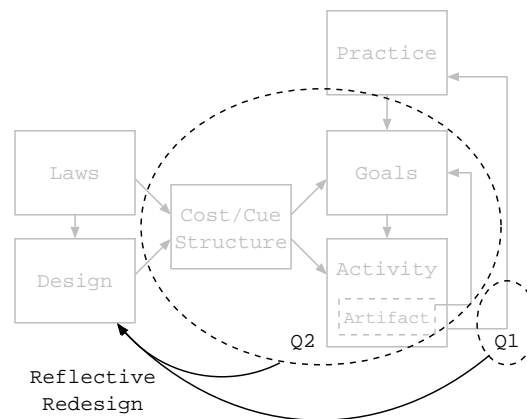 Practice
Laws
Goals
Cost/Cue
Structure
Design
Activity
Artifact
Q2
Q1
Reflective
Redesign